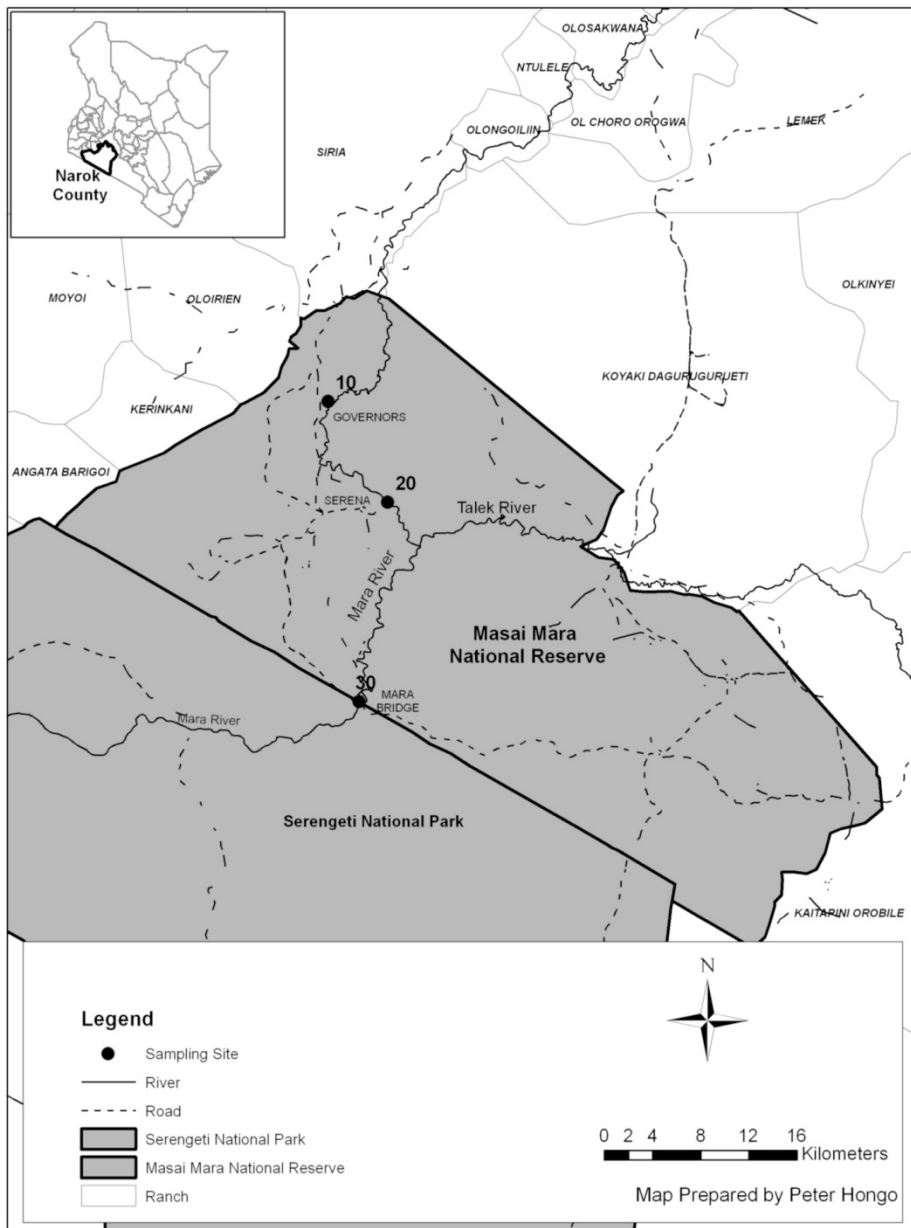 Narok
County
OLOSAKWANA
NTULELE
OLONGOILIIN
OL CHORO OROGWA
LEMEK
SIRIA
MOYOI
OLOIRIEN
OLKINYEI
KOYAKI DAGURUGURUETI
KERINKANI
10
GOVERNORS
ANGATA BARIGOI
20
SERENA
Talek River
Mara River
Masai Mara
National Reserve
30
MARA
BRIDGE
Mara River
Serengeti National Park
KAITAPINI OROBILE
N
Legend
Sampling Site
River
Road
Serengeti National Park
Masai Mara National Reserve
Ranch
0 2 4 8 12 16
Kilometers
Map Prepared by Peter Hongo